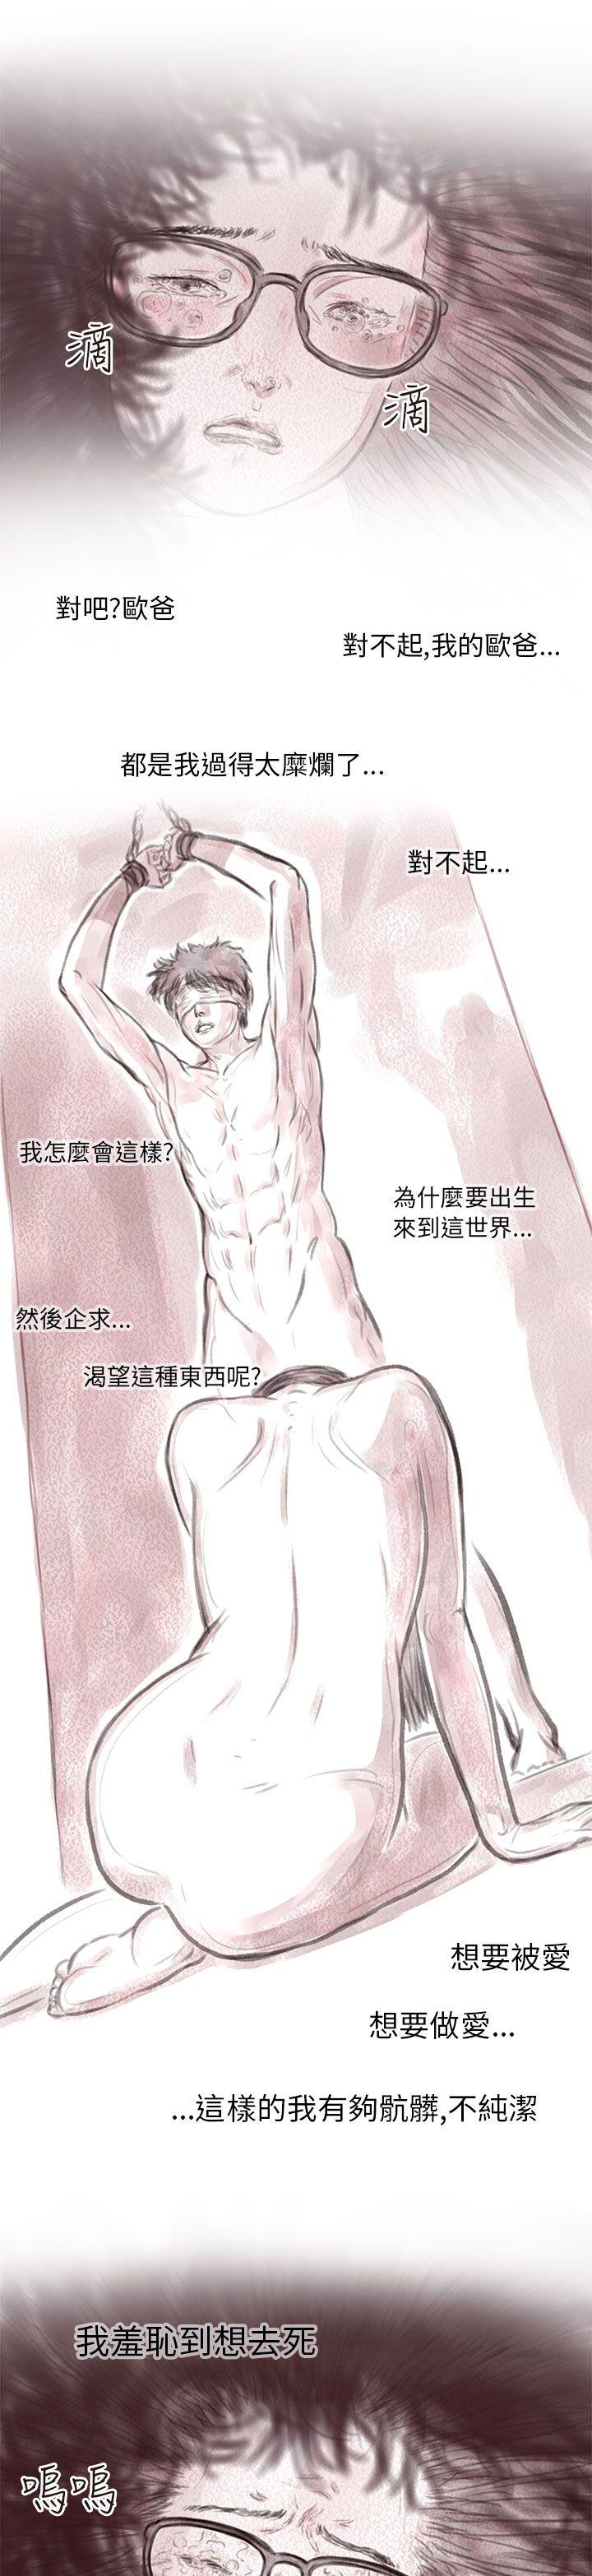 滴
滴
對吧?歐爸
對不起,我的歐爸...
都是我過得太糜爛了...
對不起...
我怎麼會這樣?
為什麼要出生
來到這世界...
然後企求...
渴望這種東西呢?
想要被愛
想要做愛...
...這樣的我有夠骯髒,不純潔
我羞恥到想去死
嗚嗚